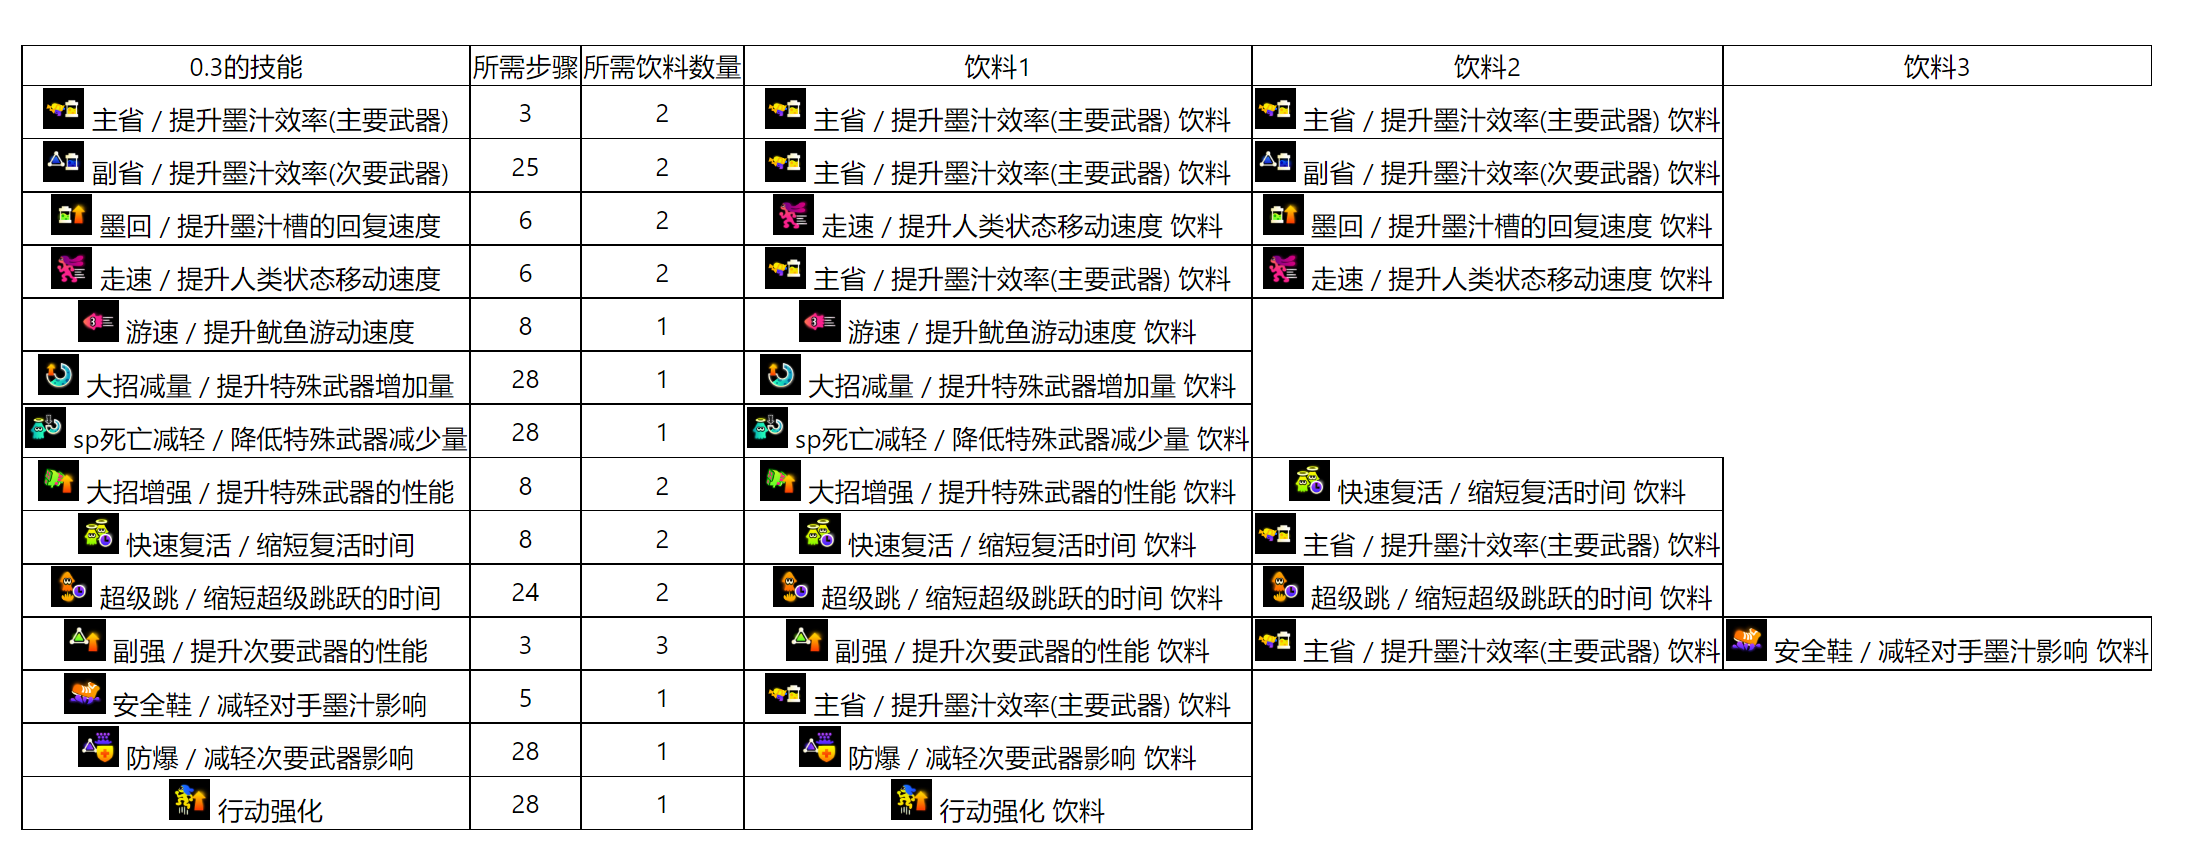 0.3的技能 所需步骤 所需饮料数量 饮料1 饮料2 饮料3
主省 / 提升墨汁效率(主要武器) 3 2 主省 / 提升墨汁效率(主要武器) 饮料 主省 / 提升墨汁效率(主要武器) 饮料
副省 / 提升墨汁效率(次要武器) 25 2 主省 / 提升墨汁效率(主要武器) 饮料 副省 / 提升墨汁效率(次要武器) 饮料
墨回 / 提升墨汁槽的回复速度 6 2 走速 / 提升人类状态移动速度 饮料 墨回 / 提升墨汁槽的回复速度 饮料
走速 / 提升人类状态移动速度 6 2 主省 / 提升墨汁效率(主要武器) 饮料 走速 / 提升人类状态移动速度 饮料
游速 / 提升鱿鱼游动速度 8 1 游速 / 提升鱿鱼游动速度 饮料
大招减量 / 提升特殊武器增加量 28 1 大招减量 / 提升特殊武器增加量 饮料
sp死亡减轻 / 降低特殊武器减少量 28 1 sp死亡减轻 / 降低特殊武器减少量 饮料
大招增强 / 提升特殊武器的性能 8 2 大招增强 / 提升特殊武器的性能 饮料 快速复活 / 缩短复活时间 饮料
快速复活 / 缩短复活时间 8 2 快速复活 / 缩短复活时间 饮料 主省 / 提升墨汁效率(主要武器) 饮料
超级跳 / 缩短超级跳跃的时间 24 2 超级跳 / 缩短超级跳跃的时间 饮料 超级跳 / 缩短超级跳跃的时间 饮料
副强 / 提升次要武器的性能 3 3 副强 / 提升次要武器的性能 饮料 主省 / 提升墨汁效率(主要武器) 饮料 安全鞋 / 减轻对手墨汁影响 饮料
安全鞋 / 减轻对手墨汁影响 5 1 主省 / 提升墨汁效率(主要武器) 饮料
防爆 / 减轻次要武器影响 28 1 防爆 / 减轻次要武器影响 饮料
行动强化 28 1 行动强化 饮料